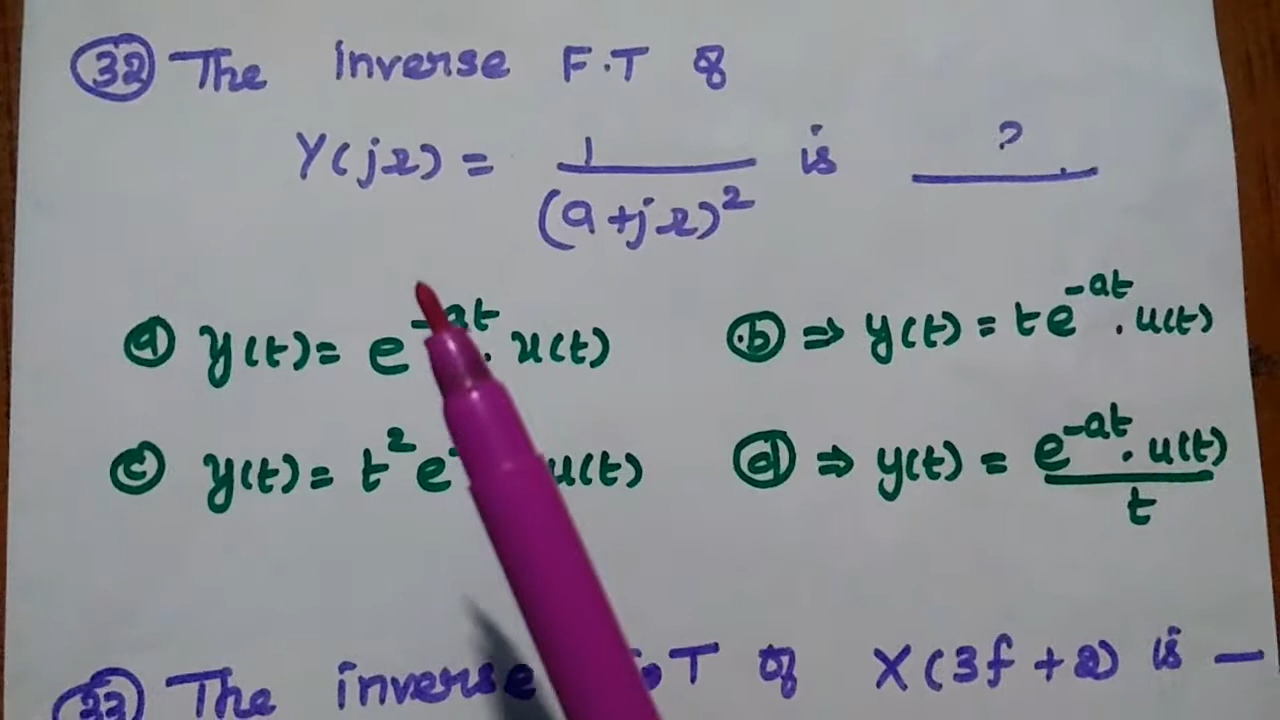 32 The Inverse F.T of
Y(jΩ) = 1/(a+jΩ)² is ?
a y(t) = e^-at . u(t) b ⇒ y(t) = te^-at . u(t)
c y(t) = t²e u(t) d ⇒ y(t) = e^-at . u(t)/t
33 The inverse F.T of X(3f+2) is —